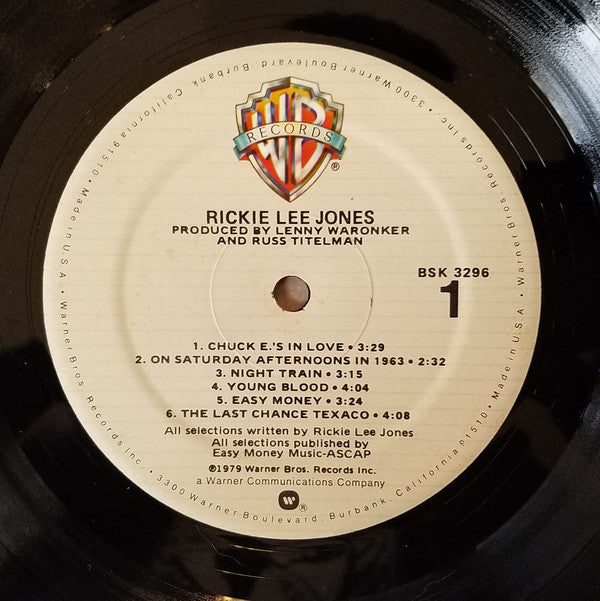 WB
RECORDS
®
RICKIE LEE JONES
PRODUCED BY LENNY WARONKER
AND RUSS TITELMAN
BSK 3296
1
1. CHUCK E.'S IN LOVE • 3:29
2. ON SATURDAY AFTERNOONS IN 1963 • 2:32
3. NIGHT TRAIN • 3:15
4. YOUNG BLOOD • 4:04
5. EASY MONEY • 3:24
6. THE LAST CHANCE TEXACO • 4:08
All selections written by Rickie Lee Jones
All selections published by
Easy Money Music-ASCAP
℗1979 Warner Bros. Records Inc.
a Warner Communications Company
W ®
Warner Bros. Records Inc. • 3300 Warner Boulevard, Burbank, California 91510 • Made in U.S.A. • Warner Bros. Records Inc. • 3300 Warner Boulevard, Burbank, California 91510 • Made in U.S.A. •